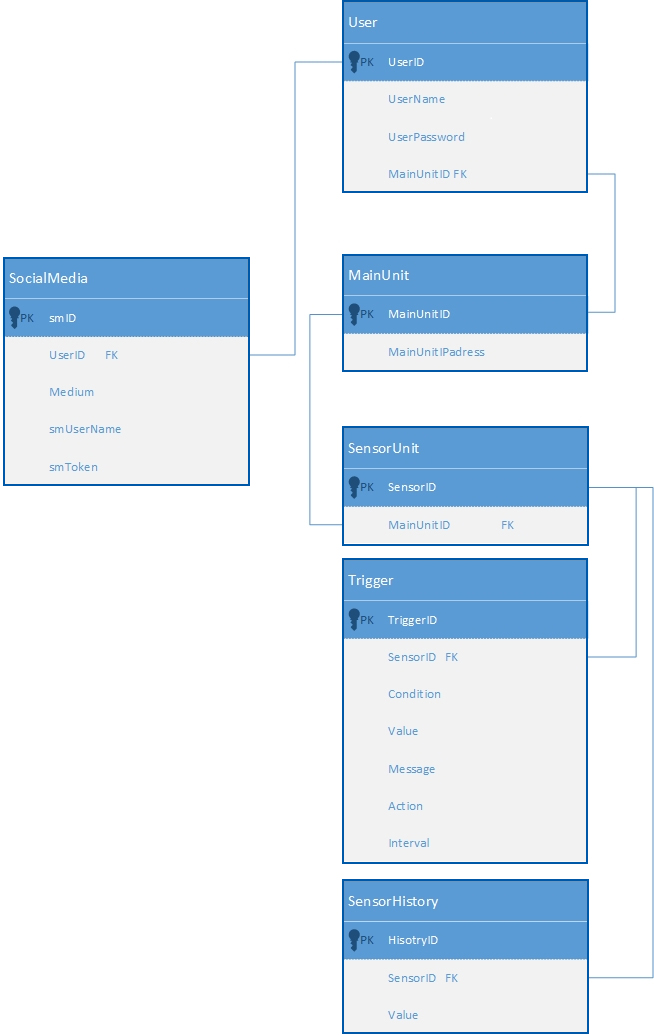 User
PK UserID
UserName
UserPassword
MainUnitID FK
SocialMedia
PK smID
UserID FK
Medium
smUserName
smToken
MainUnit
PK MainUnitID
MainUnitIPadress
SensorUnit
PK SensorID
MainUnitID FK
Trigger
PK TriggerID
SensorID FK
Condition
Value
Message
Action
Interval
SensorHistory
PK HisotryID
SensorID FK
Value